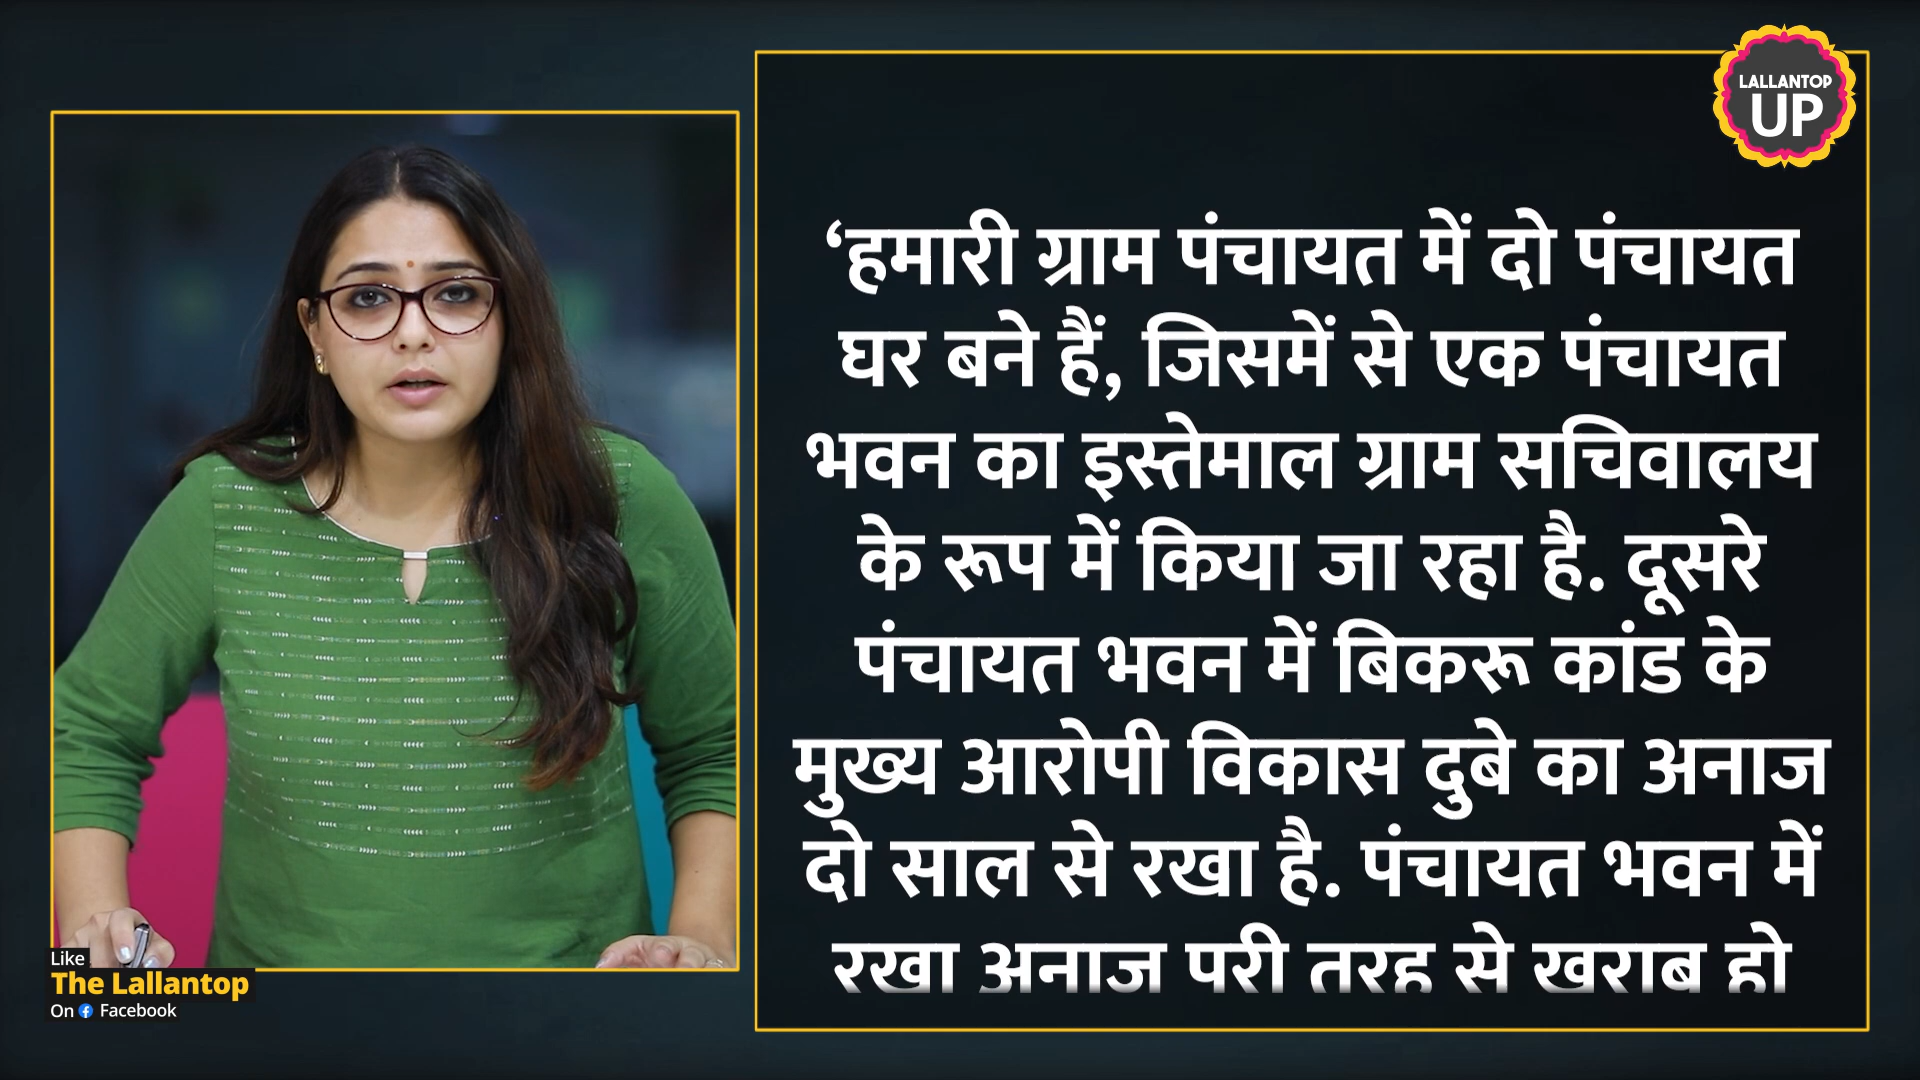 LALLANTOP
UP
‘हमारी ग्राम पंचायत में दो पंचायत
घर बने हैं, जिसमें से एक पंचायत
भवन का इस्तेमाल ग्राम सचिवालय
के रूप में किया जा रहा है. दूसरे
पंचायत भवन में बिकरू कांड के
मुख्य आरोपी विकास दुबे का अनाज
दो साल से रखा है. पंचायत भवन में
रखा अनाज पूरी तरह से खराब हो
Like
The Lallantop
On Facebook